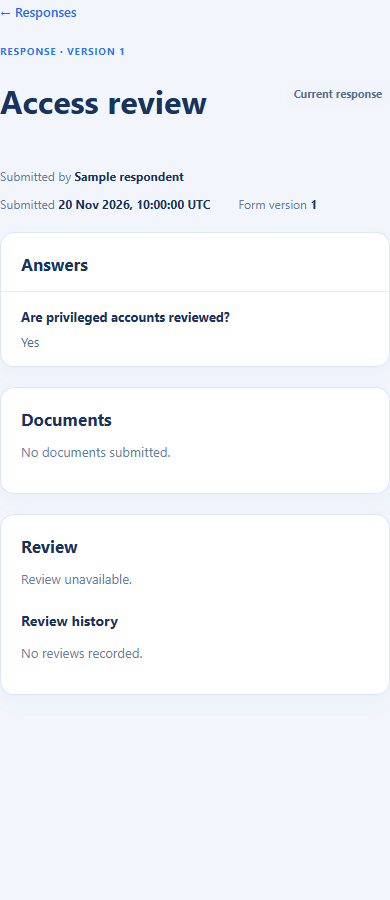 ← Responses
RESPONSE · VERSION 1
Access review
Current response
Submitted by Sample respondent
Submitted 20 Nov 2026, 10:00:00 UTC Form version 1
Answers
Are privileged accounts reviewed?
Yes
Documents
No documents submitted.
Review
Review unavailable.
Review history
No reviews recorded.